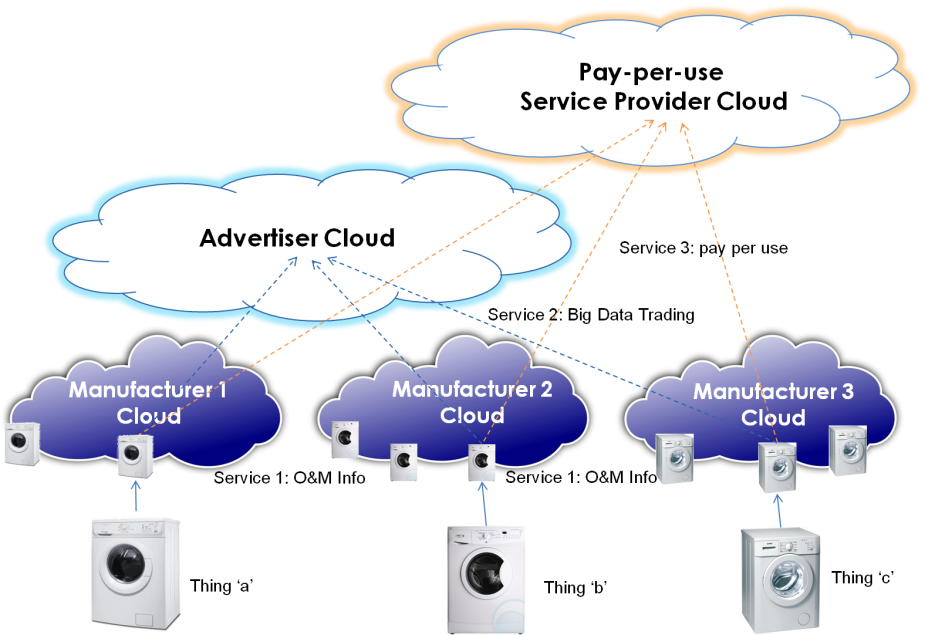 Pay-per-use
Service Provider Cloud
Advertiser Cloud
Service 3: pay per use
Service 2: Big Data Trading
Manufacturer 1
Cloud
Manufacturer 2
Cloud
Manufacturer 3
Cloud
Service 1: O&M Info
Service 1: O&M Info
Thing ‘a’
Thing ‘b’
Thing ‘c’